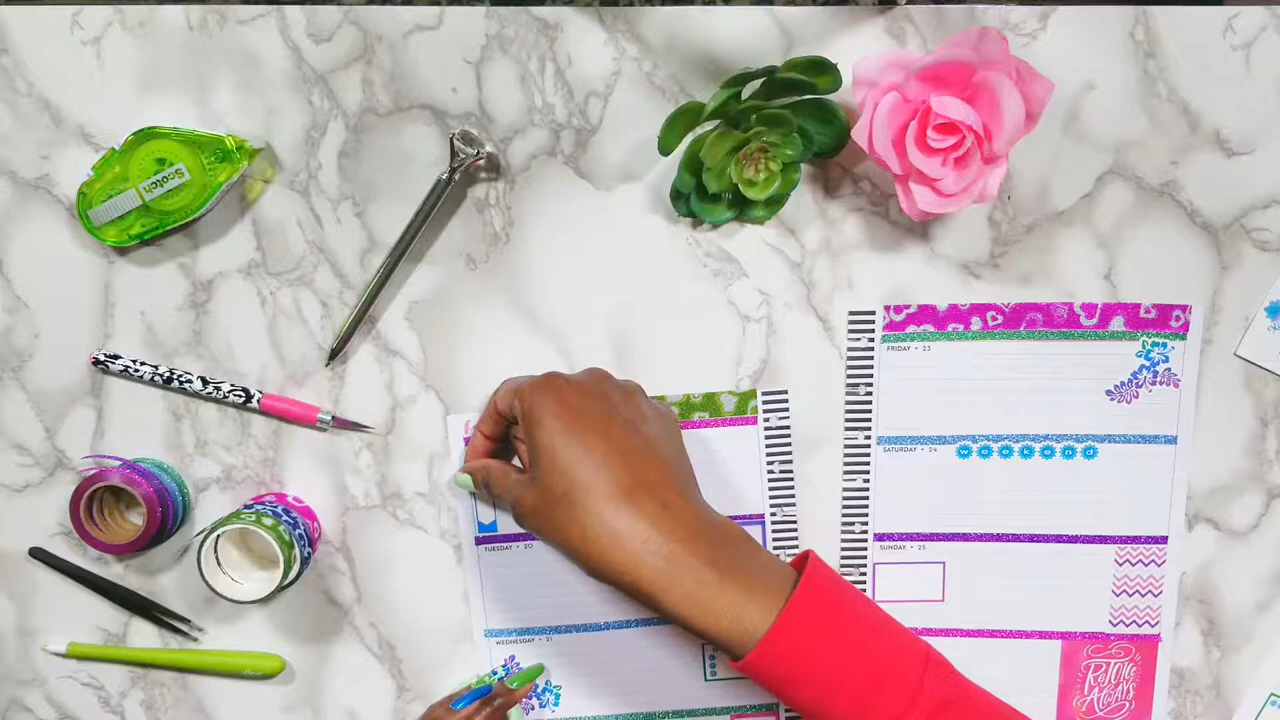 Scotch
TUESDAY • 20
WEDNESDAY • 21
FRIDAY • 23
SATURDAY • 24
weekend
SUNDAY • 25
REJOICE
ALWAYS